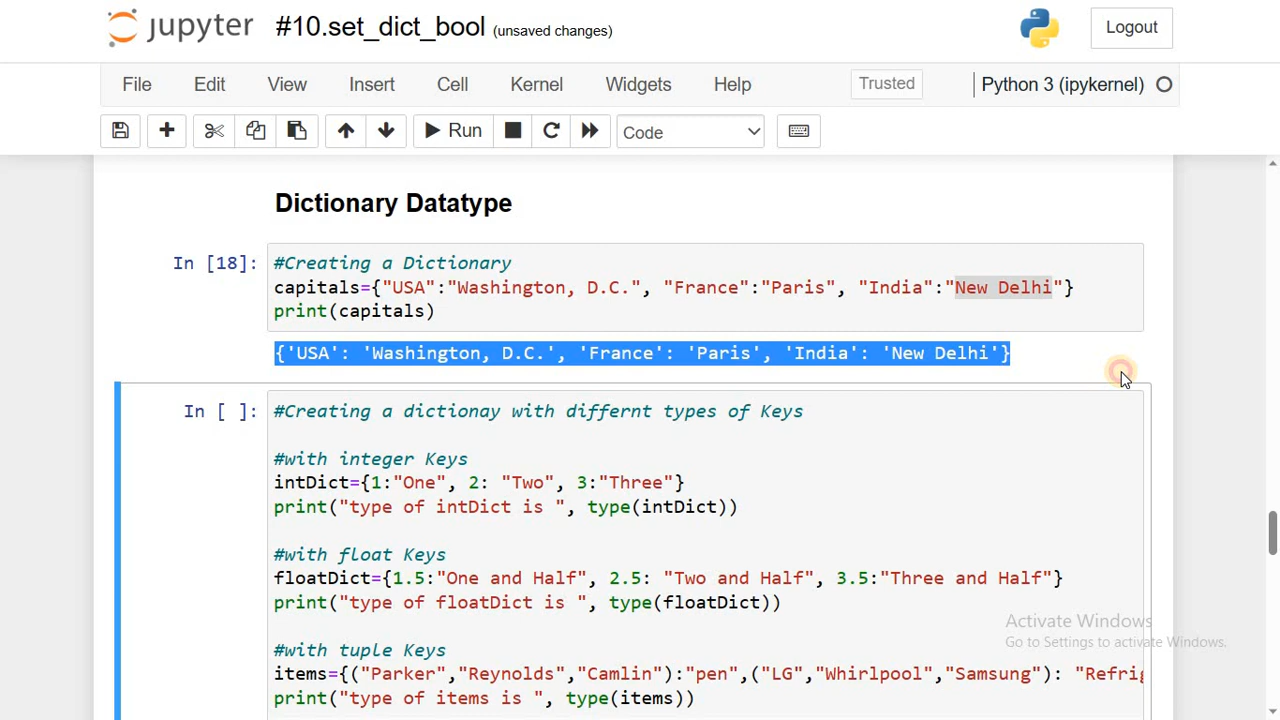 jupyter #10.set_dict_bool (unsaved changes) Logout
File Edit View Insert Cell Kernel Widgets Help Trusted Python 3 (ipykernel)
Run Code
Dictionary Datatype
In [18]: #Creating a Dictionary
capitals={"USA":"Washington, D.C.", "France":"Paris", "India":"New Delhi"}
print(capitals)
{'USA': 'Washington, D.C.', 'France': 'Paris', 'India': 'New Delhi'}
In [ ]: #Creating a dictionay with differnt types of Keys
#with integer Keys
intDict={1:"One", 2: "Two", 3:"Three"}
print("type of intDict is ", type(intDict))
#with float Keys
floatDict={1.5:"One and Half", 2.5: "Two and Half", 3.5:"Three and Half"}
print("type of floatDict is ", type(floatDict))
#with tuple Keys
items={("Parker","Reynolds","Camlin"):"pen",("LG","Whirlpool","Samsung"): "Refrig
print("type of items is ", type(items))
Activate Windows
Go to Settings to activate Windows.